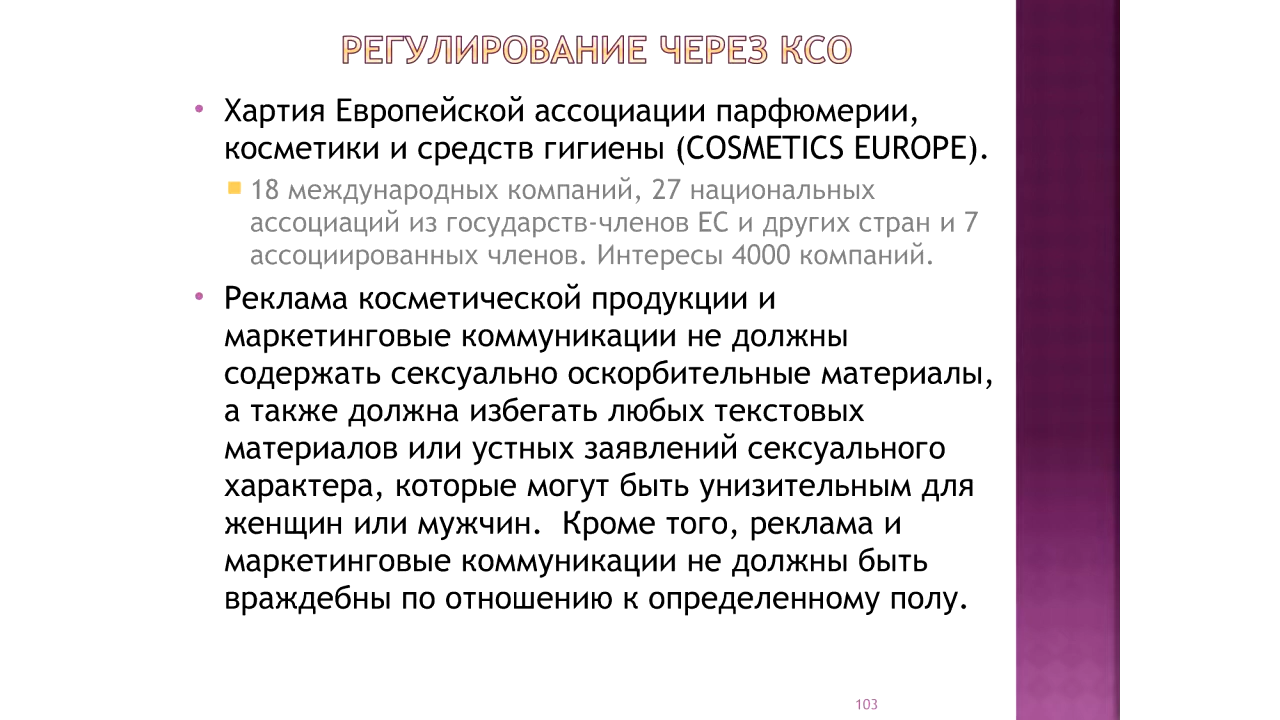 РЕГУЛИРОВАНИЕ ЧЕРЕЗ КСО
• Хартия Европейской ассоциации парфюмерии,
косметики и средств гигиены (COSMETICS EUROPE).
18 международных компаний, 27 национальных
ассоциаций из государств-членов ЕС и других стран и 7
ассоциированных членов. Интересы 4000 компаний.
• Реклама косметической продукции и
маркетинговые коммуникации не должны
содержать сексуально оскорбительные материалы,
а также должна избегать любых текстовых
материалов или устных заявлений сексуального
характера, которые могут быть унизительным для
женщин или мужчин.  Кроме того, реклама и
маркетинговые коммуникации не должны быть
враждебны по отношению к определенному полу.
103